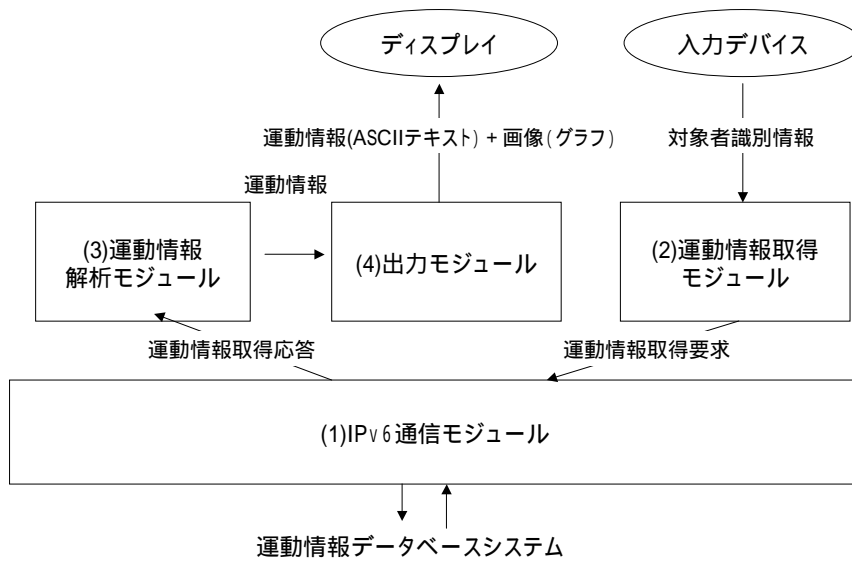 ディスプレイ
入力デバイス
運動情報(ASCIIテキスト) + 画像(グラフ)
対象者識別情報
運動情報
(3)運動情報
解析モジュール
(4)出力モジュール
(2)運動情報取得
モジュール
運動情報取得応答
運動情報取得要求
(1)IPv6通信モジュール
運動情報データベースシステム